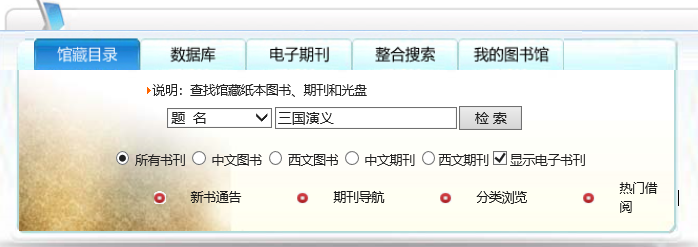 馆藏目录 数据库 电子期刊 整合搜索 我的图书馆
说明：查找馆藏纸本图书、期刊和光盘
题 名 三国演义 检 索
所有书刊 中文图书 西文图书 中文期刊 西文期刊 显示电子书刊
新书通告 期刊导航 分类浏览 热门借
阅